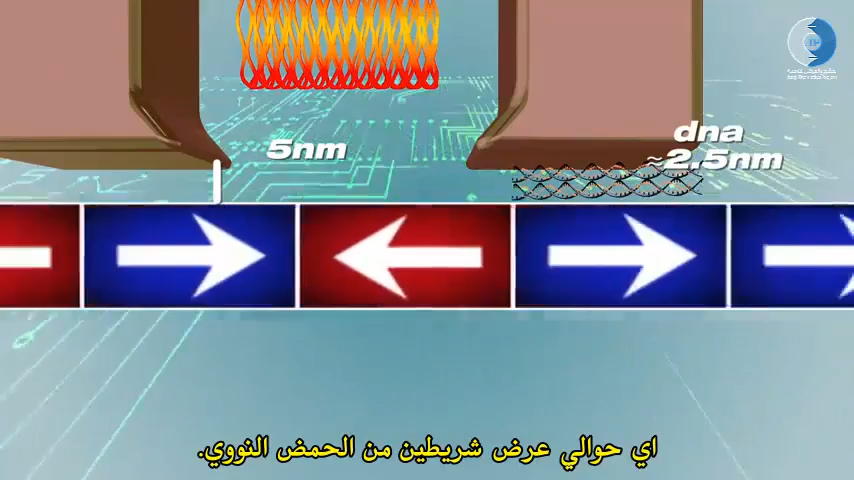 5nm
dna
≈2.5nm
اي حوالي عرض شريطين من الحمض النووي.